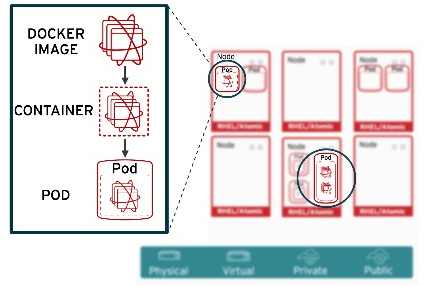 DOCKER
IMAGE
CONTAINER
Pod
POD
Node
Pod
Pod
RHEL/Atomic
Node
RHEL/Atomic
Node
Pod
Pod
RHEL/Atomic
Node
RHEL/Atomic
Node
Pod
RHEL/Atomic
Node
RHEL/Atomic
Physical
Virtual
Private
Public